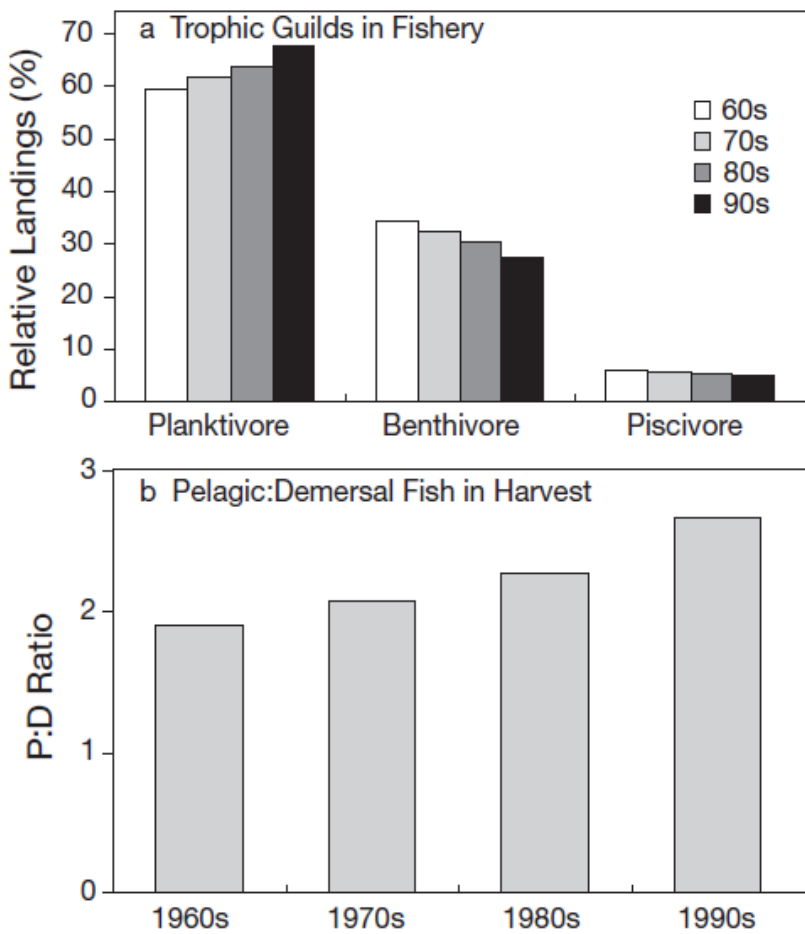 a Trophic Guilds in Fishery
Relative Landings (%)
70
60
50
40
30
20
10
0
60s
70s
80s
90s
Planktivore Benthivore Piscivore
b Pelagic:Demersal Fish in Harvest
P:D Ratio
3
2
1
0
1960s 1970s 1980s 1990s